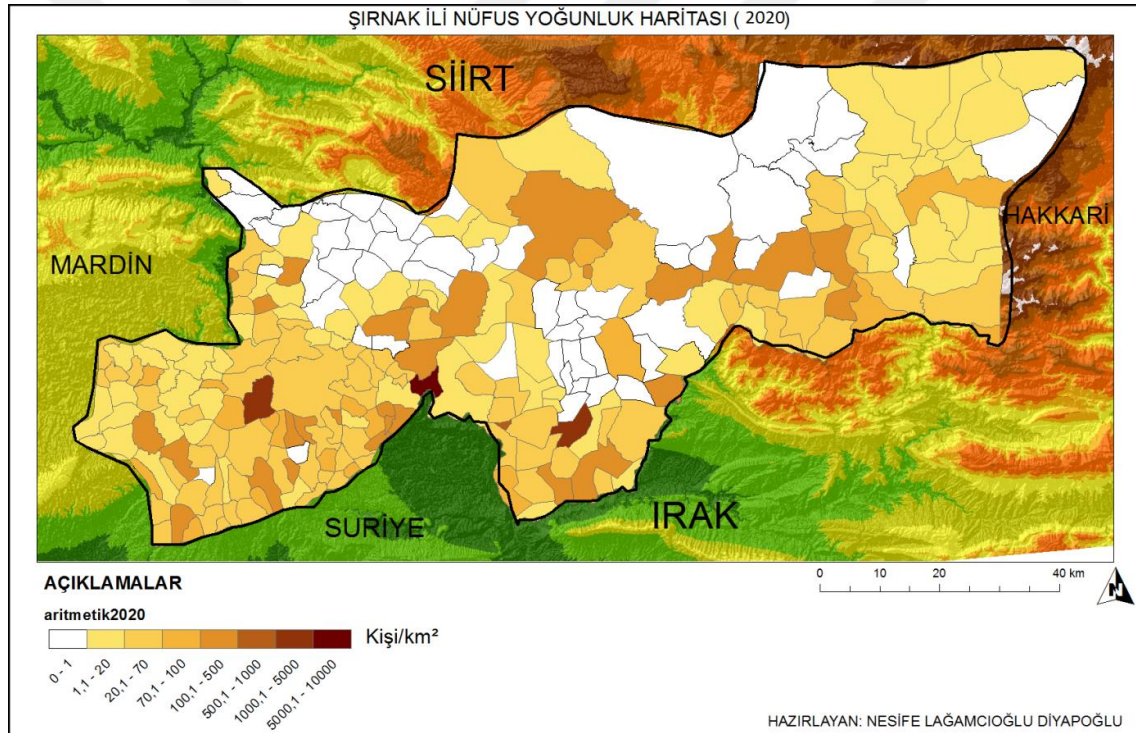 ŞIRNAK İLİ NÜFUS YOĞUNLUK HARİTASI ( 2020)
SİİRT
HAKKARİ
MARDİN
SURİYE
IRAK
AÇIKLAMALAR
0 10 20 40 km
N
aritmetik2020
Kişi/km²
0 - 1
1,1 - 20
20,1 - 70
70,1 - 100
100,1 - 500
500,1 - 1000
1000,1 - 5000
5000,1 - 10000
HAZIRLAYAN: NESİFE LAĞAMCIOĞLU DİYAPOĞLU